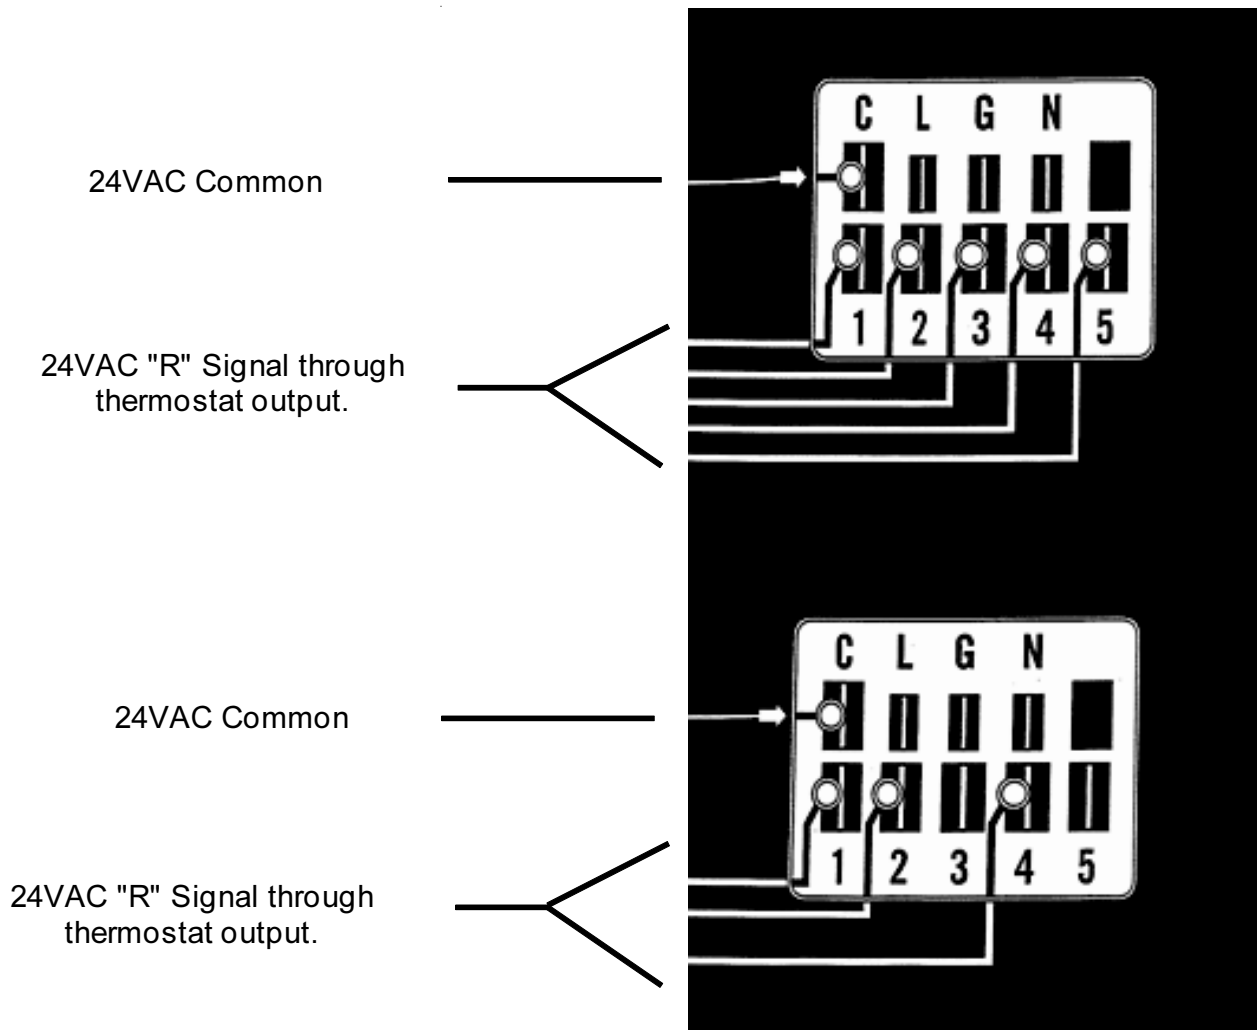 C L G N
24VAC Common
1 2 3 4 5
24VAC "R" Signal through
thermostat output.
C L G N
24VAC Common
1 2 3 4 5
24VAC "R" Signal through
thermostat output.